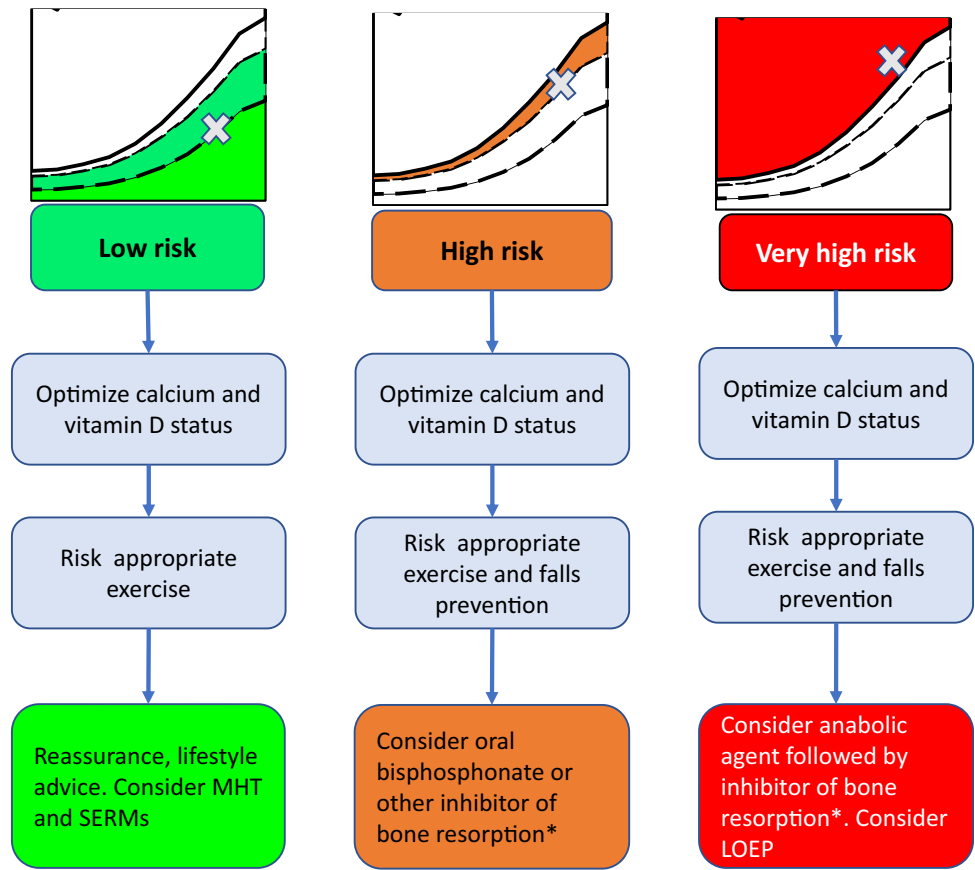 Low risk
High risk
Very high risk
Optimize calcium and
vitamin D status
Optimize calcium and
vitamin D status
Optimize calcium and
vitamin D status
Risk appropriate
exercise
Risk appropriate
exercise and falls
prevention
Risk appropriate
exercise and falls
prevention
Reassurance, lifestyle
advice. Consider MHT
and SERMs
Consider oral
bisphosphonate or
other inhibitor of
bone resorption*
Consider anabolic
agent followed by
inhibitor of bone
resorption*. Consider
LOEP